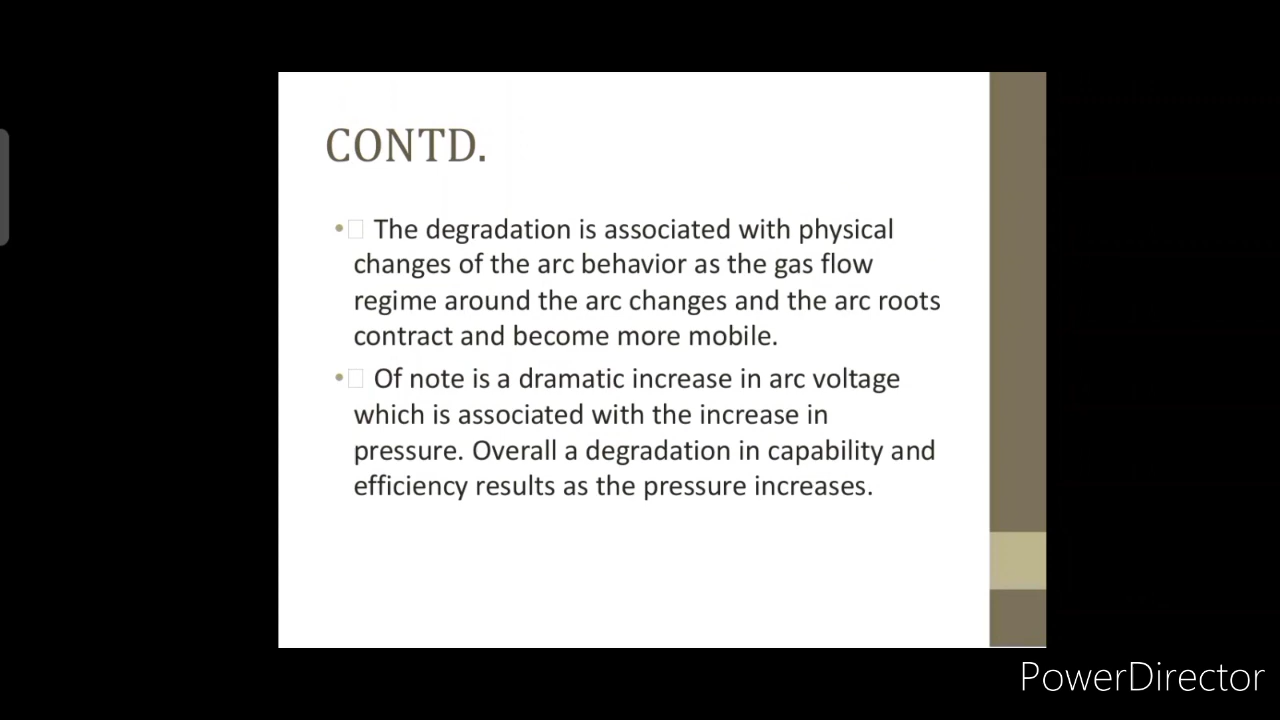 CONTD.
• The degradation is associated with physical
changes of the arc behavior as the gas flow
regime around the arc changes and the arc roots
contract and become more mobile.
• Of note is a dramatic increase in arc voltage
which is associated with the increase in
pressure. Overall a degradation in capability and
efficiency results as the pressure increases.
PowerDirector